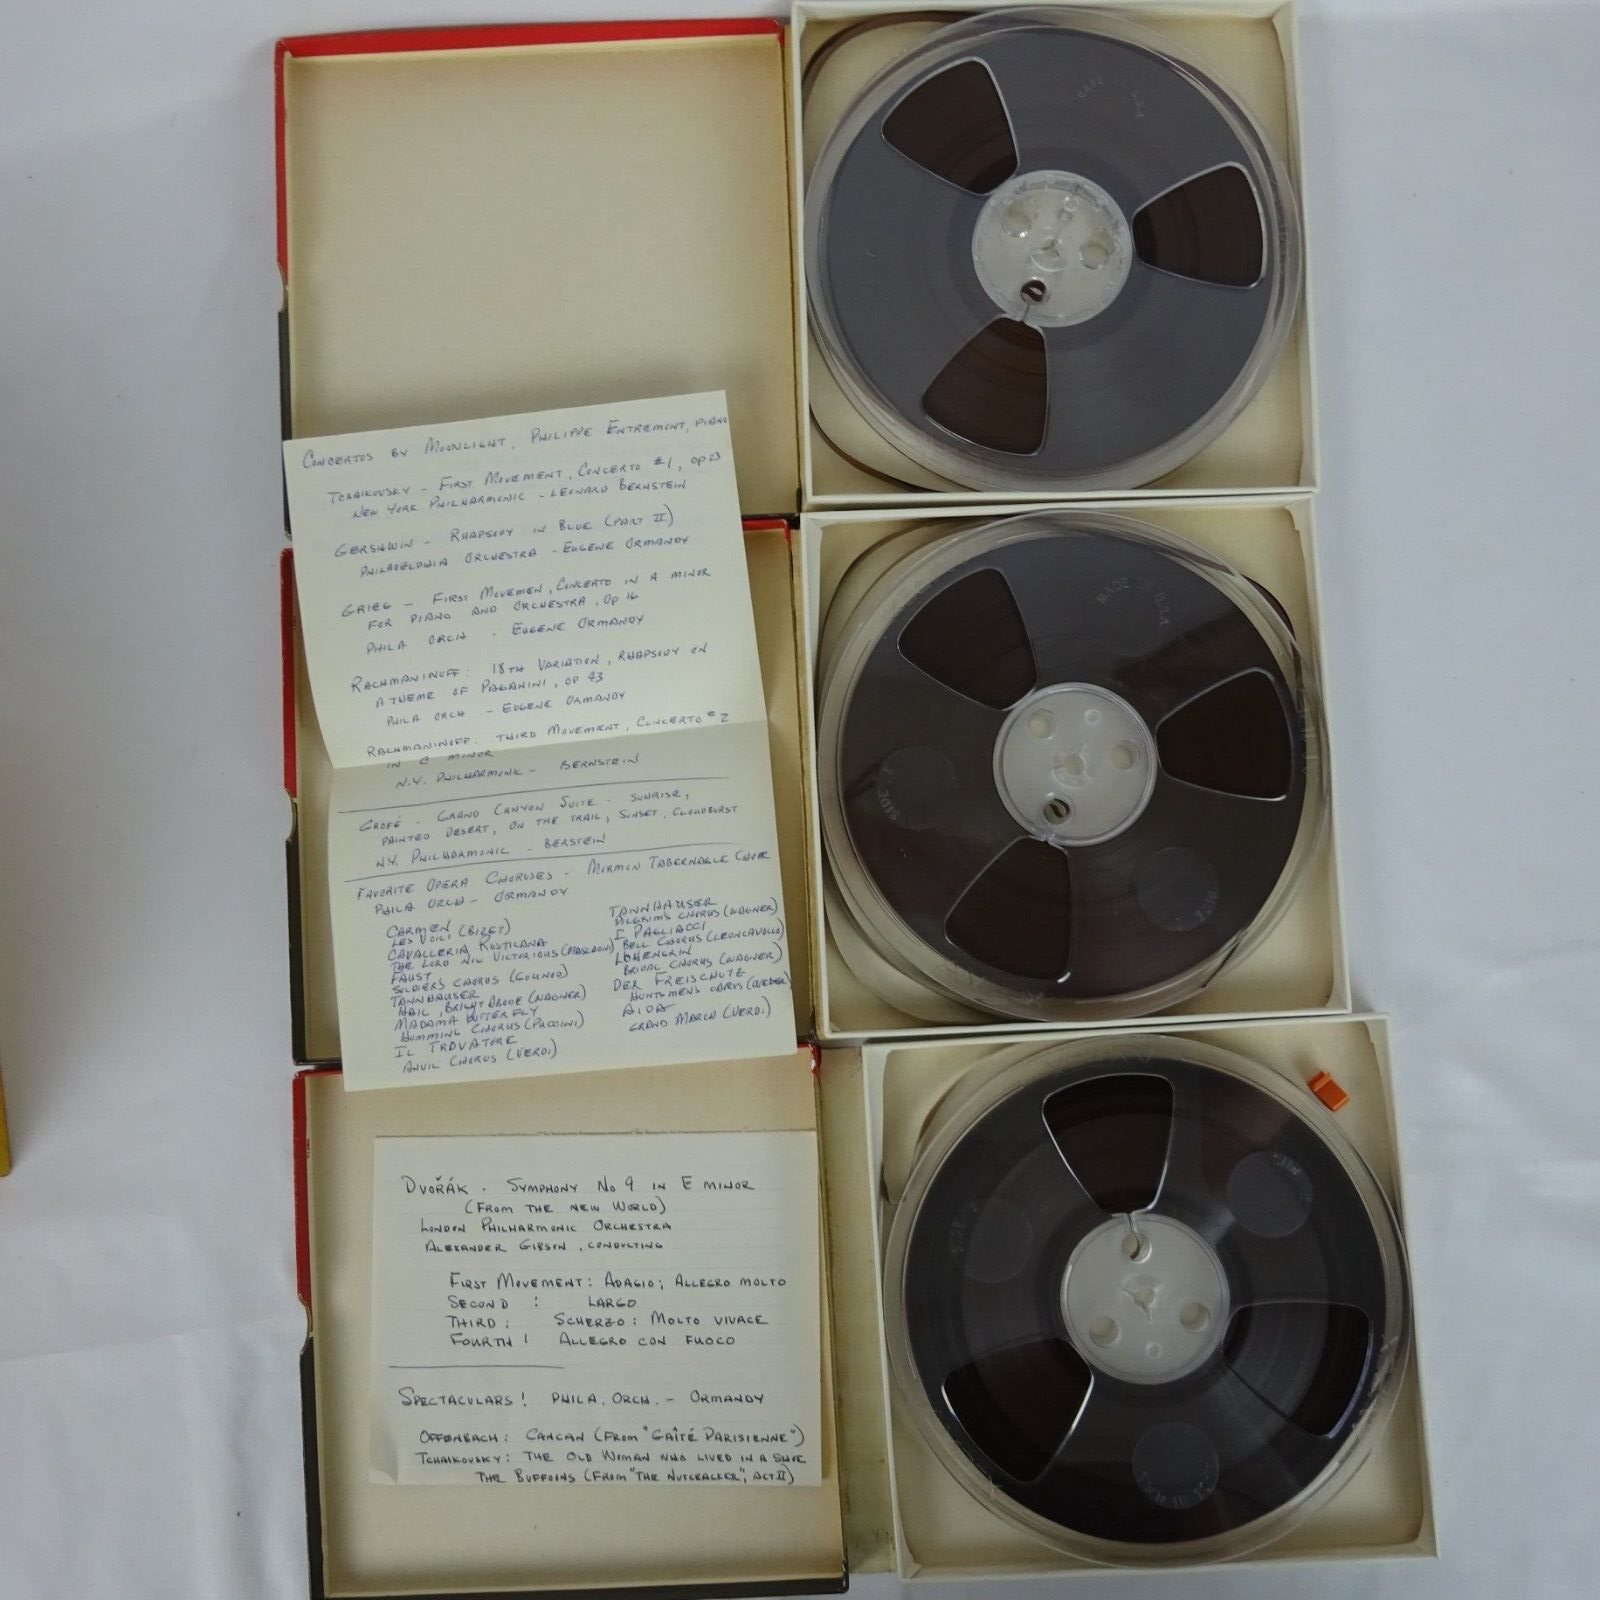 CONCERTOS BY MOONLIGHT, PHILIPPE ENTREMONT, PIANO
TCHAIKOVSKY - FIRST MOVEMENT, CONCERTO #1, OP 23
NEW YORK PHILHARMONIC - LEONARD BERNSTEIN
GERSHWIN - RHAPSODY IN BLUE (PART II)
PHILADELPHIA ORCHESTRA - EUGENE ORMANDY
GRIEG - FIRST MOVEMEN, CONCERTO IN A MINOR
FOR PIANO AND ORCHESTRA, OP 16
PHILA ORCH - EUGENE ORMANDY
RACHMANINOFF: 18TH VARIATION, RHAPSODY ON
A THEME OF PAGANINI, OP 43
PHILA ORCH - EUGENE ORMANDY
RACHMANINOFF: THIRD MOVEMENT, CONCERTO #2
IN C MINOR
N.Y. PHILHARMONIC - BERNSTEIN
GROFÉ - GRAND CANYON SUITE - SUNRISE,
PAINTED DESERT, ON THE TRAIL, SUNSET, CLOUDBURST
N.Y. PHILHARMONIC - BERSTEIN
FAVORITE OPERA CHORUSES - MORMON TABERNACLE CHOIR
PHILA ORCH - ORMANDY
CARMEN
LES VOICI (BIZET)
CAVALLERIA RUSTICANA
THE LORD NOW VICTORIOUS (MASCAGNI)
FAUST
SOLDIERS CHORUS (GOUNOD)
TANNHAUSER
HAIL, BRIGHT ABODE (WAGNER)
MADAMA BUTTERFLY
HUMMING CHORUS (PUCCINI)
IL TROVATORE
ANVIL CHORUS (VERDI)
TANNHAUSER
PILGRIMS CHORUS (WAGNER)
I PAGLIACCI
BELL CHORUS (LEONCAVALLO)
LOHENGRIN
BRIDAL CHORUS (WAGNER)
DER FREISCHUTZ
HUNTSMENS CHORUS (WEBER)
AIDA
GRAND MARCH (VERDI)
DVOŘÁK - SYMPHONY NO 9 IN E MINOR
(FROM THE NEW WORLD)
LONDON PHILHARMONIC ORCHESTRA
ALEXANDER GIBSON, CONDUCTING
FIRST MOVEMENT: ADAGIO; ALLEGRO MOLTO
SECOND : LARGO
THIRD : SCHERZO: MOLTO VIVACE
FOURTH : ALLEGRO CON FUOCO
SPECTACULARS! PHILA. ORCH. - ORMANDY
OFFENBACH: CANCAN (FROM "GAÎTÉ PARISIENNE")
TCHAIKOVSKY: THE OLD WOMAN WHO LIVED IN A SHOE
THE BUFFOONS (FROM "THE NUTCRACKER", ACT II)
MADE U.S.A
SIDE